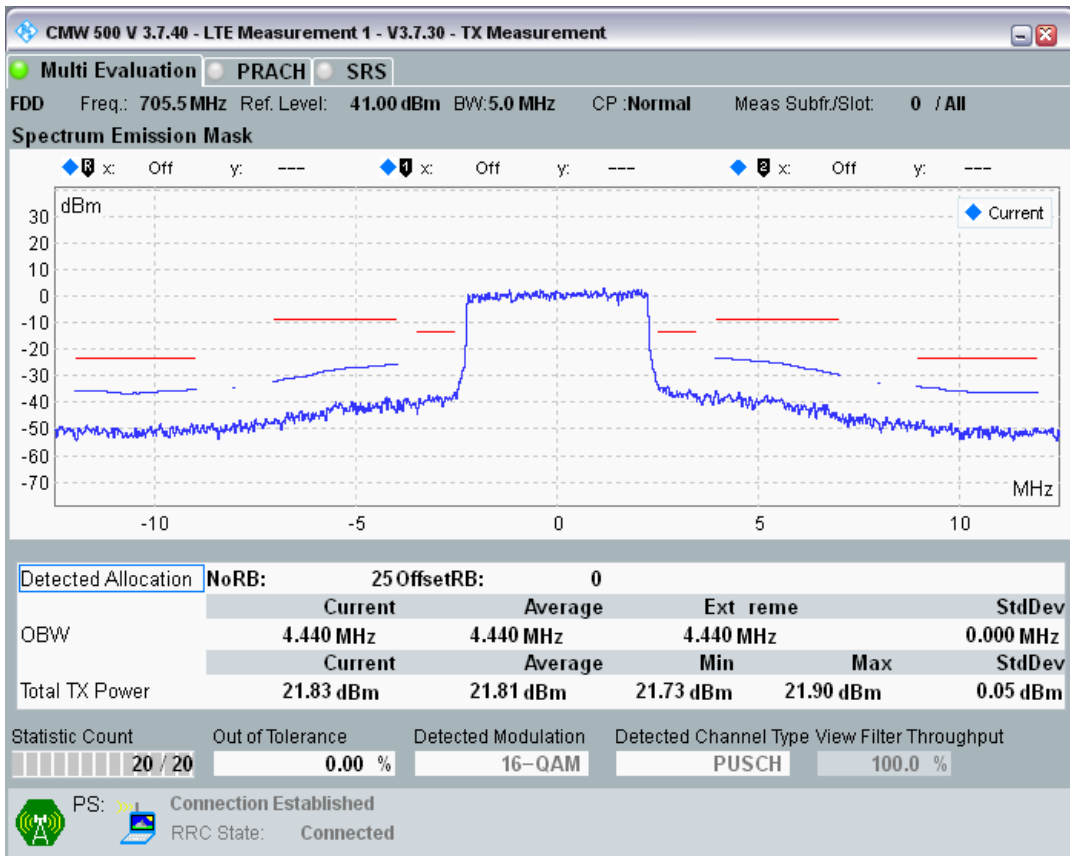 CMW 500 V 3.7.40 - LTE Measurement 1 - V3.7.30 - TX Measurement
Multi Evaluation PRACH SRS
FDD Freq.: 705.5 MHz Ref. Level: 41.00 dBm BW:5.0 MHz CP :Normal Meas Subfr./Slot: 0 / All
Spectrum Emission Mask
R x: Off y: --- 1 x: Off y: --- 2 x: Off y: ---
dBm
Current
30
20
10
0
-10
-20
-30
-40
-50
-60
-70
MHz
-10 -5 0 5 10
Detected Allocation NoRB: 25 OffsetRB: 0
Current Average Ext reme StdDev
OBW 4.440 MHz 4.440 MHz 4.440 MHz 0.000 MHz
Current Average Min Max StdDev
Total TX Power 21.83 dBm 21.81 dBm 21.73 dBm 21.90 dBm 0.05 dBm
Statistic Count Out of Tolerance Detected Modulation Detected Channel Type View Filter Throughput
20 / 20 0.00 % 16-QAM PUSCH 100.0 %
PS: Connection Established
RRC State: Connected